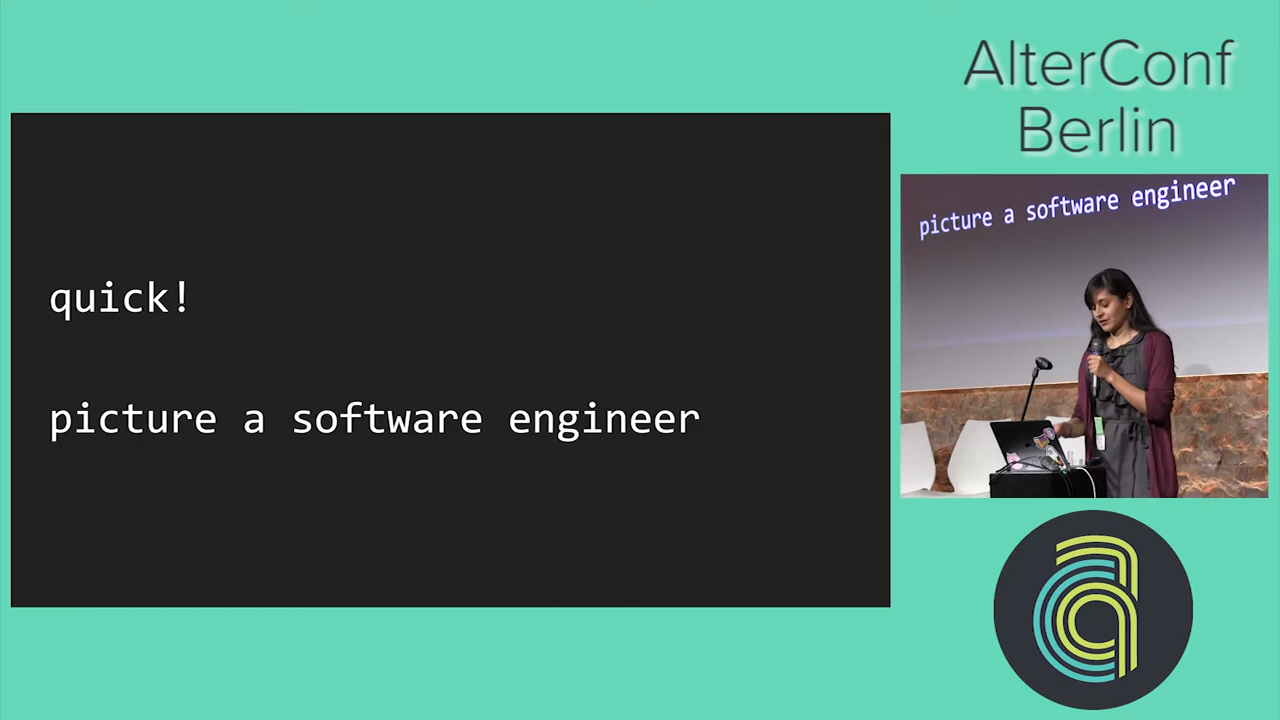 AlterConf
Berlin
quick!
picture a software engineer
picture a software engineer